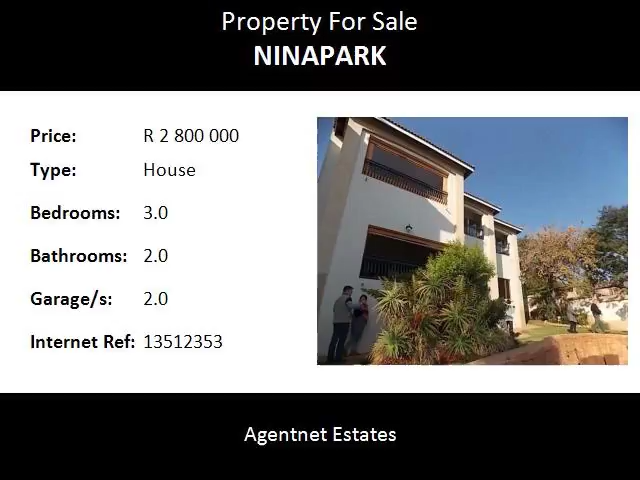 Property For Sale
NINAPARK
Price: R 2 800 000
Type: House
Bedrooms: 3.0
Bathrooms: 2.0
Garage/s: 2.0
Internet Ref: 13512353
Agentnet Estates